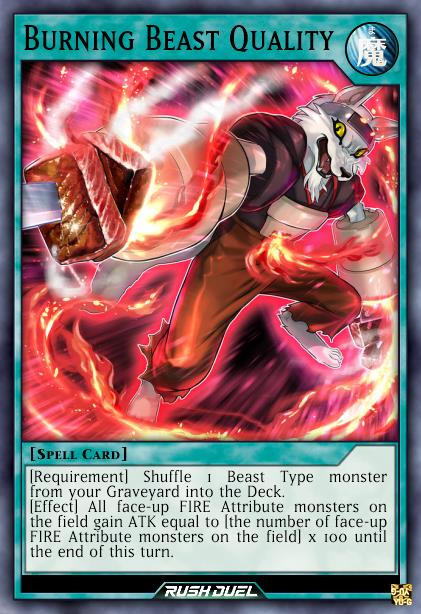 Burning Beast Quality
ま
魔
[Spell Card]
[Requirement] Shuffle 1 Beast Type monster
from your Graveyard into the Deck.
[Effect] All face-up FIRE Attribute monsters on
the field gain ATK equal to [the number of face-up
FIRE Attribute monsters on the field] x 100 until
the end of this turn.
RUSH DUEL